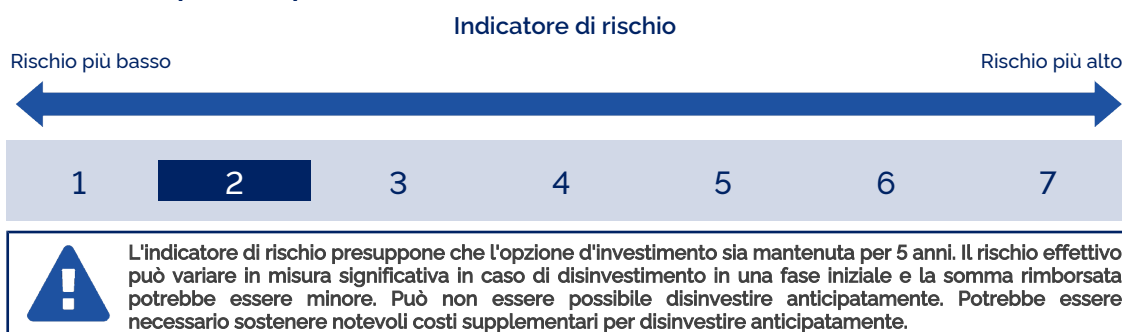 Indicatore di rischio
Rischio più basso Rischio più alto
1 2 3 4 5 6 7
L'indicatore di rischio presuppone che l'opzione d'investimento sia mantenuta per 5 anni. Il rischio effettivo
può variare in misura significativa in caso di disinvestimento in una fase iniziale e la somma rimborsata
potrebbe essere minore. Può non essere possibile disinvestire anticipatamente. Potrebbe essere
necessario sostenere notevoli costi supplementari per disinvestire anticipatamente.